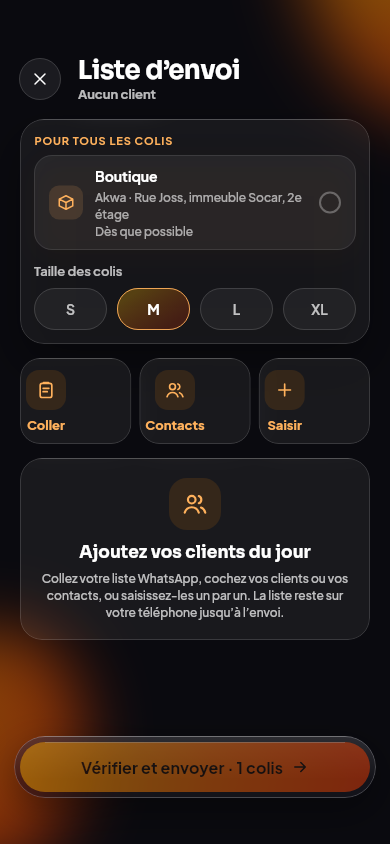 Liste d’envoi
Aucun client
POUR TOUS LES COLIS
Boutique
Akwa · Rue Joss, immeuble Socar, 2e
étage
Dès que possible
Taille des colis
S M L XL
Coller Contacts Saisir
Ajoutez vos clients du jour
Collez votre liste WhatsApp, cochez vos clients ou vos
contacts, ou saisissez-les un par un. La liste reste sur
votre téléphone jusqu’à l’envoi.
Vérifier et envoyer · 1 colis →